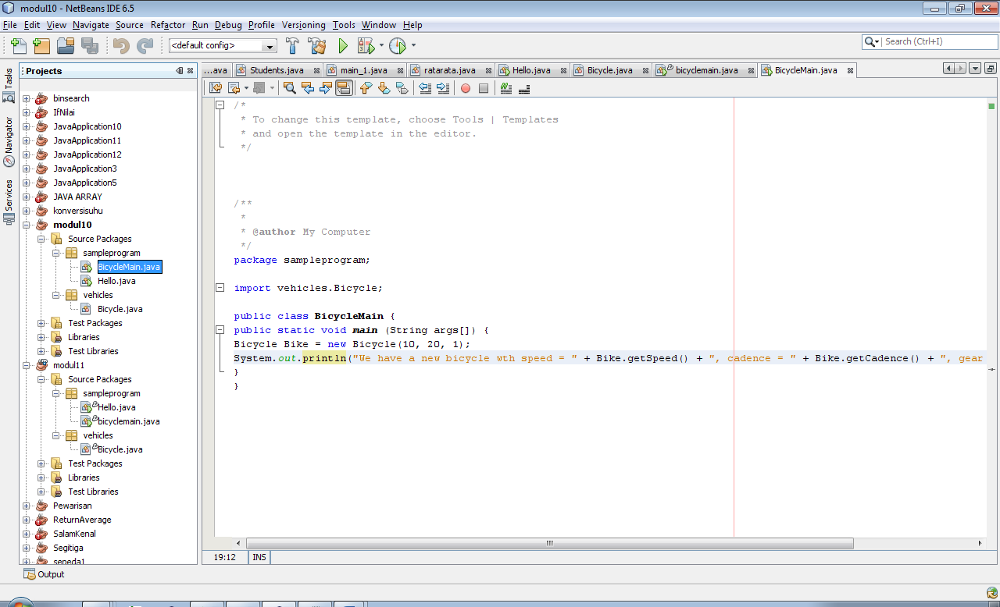 modul10 - NetBeans IDE 6.5
File Edit View Navigate Source Refactor Run Debug Profile Versioning Tools Window Help
<default config>
Search (Ctrl+I)
Tasks
Navigator
Services
Projects
binsearch
IfNilai
JavaApplication10
JavaApplication11
JavaApplication12
JavaApplication3
JavaApplication5
JAVA ARRAY
konversisuhu
modul10
Source Packages
sampleprogram
BicycleMain.java
Hello.java
vehicles
Bicycle.java
Test Packages
Libraries
Test Libraries
modul11
Source Packages
sampleprogram
Hello.java
bicyclemain.java
vehicles
Bicycle.java
Test Packages
Libraries
Test Libraries
Pewarisan
ReturnAverage
SalamKenal
Segitiga
sepeda1
...ava Students.java main_1.java ratarata.java Hello.java Bicycle.java bicyclemain.java BicycleMain.java
/*
* To change this template, choose Tools | Templates
* and open the template in the editor.
*/
/**
*
* @author My Computer
*/
package sampleprogram;
import vehicles.Bicycle;
public class BicycleMain {
public static void main (String args[]) {
Bicycle Bike = new Bicycle(10, 20, 1);
System.out.println("We have a new bicycle wth speed = " + Bike.getSpeed() + ", cadence = " + Bike.getCadence() + ", gear
}
}
19:12 INS
Output